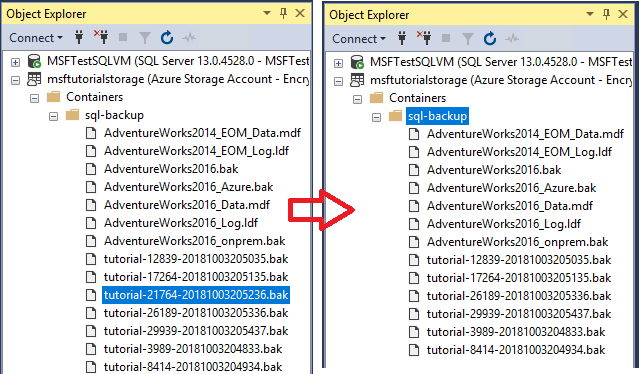 Object Explorer
Connect
MSFTestSQLVM (SQL Server 13.0.4528.0 - MSFTest
msftutorialstorage (Azure Storage Account - Encry
Containers
sql-backup
AdventureWorks2014_EOM_Data.mdf
AdventureWorks2014_EOM_Log.ldf
AdventureWorks2016.bak
AdventureWorks2016_Azure.bak
AdventureWorks2016_Data.mdf
AdventureWorks2016_Log.ldf
AdventureWorks2016_onprem.bak
tutorial-12839-20181003205035.bak
tutorial-17264-20181003205135.bak
tutorial-21764-20181003205236.bak
tutorial-26189-20181003205336.bak
tutorial-29939-20181003205437.bak
tutorial-3989-20181003204833.bak
tutorial-8414-20181003204934.bak
Object Explorer
Connect
MSFTestSQLVM (SQL Server 13.0.4528.0 - MSFTes
msftutorialstorage (Azure Storage Account - Enc
Containers
sql-backup
AdventureWorks2014_EOM_Data.mdf
AdventureWorks2014_EOM_Log.ldf
AdventureWorks2016.bak
AdventureWorks2016_Azure.bak
AdventureWorks2016_Data.mdf
AdventureWorks2016_Log.ldf
AdventureWorks2016_onprem.bak
tutorial-12839-20181003205035.bak
tutorial-17264-20181003205135.bak
tutorial-26189-20181003205336.bak
tutorial-29939-20181003205437.bak
tutorial-3989-20181003204833.bak
tutorial-8414-20181003204934.bak